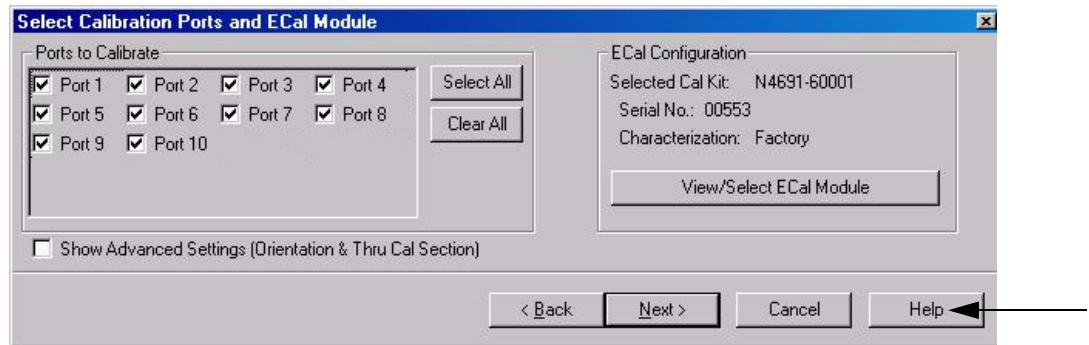 Select Calibration Ports and ECal Module
Ports to Calibrate
Port 1 Port 2 Port 3 Port 4
Port 5 Port 6 Port 7 Port 8
Port 9 Port 10
Select All
Clear All
ECal Configuration
Selected Cal Kit: N4691-60001
Serial No.: 00553
Characterization: Factory
View/Select ECal Module
Show Advanced Settings (Orientation & Thru Cal Section)
< Back Next > Cancel Help